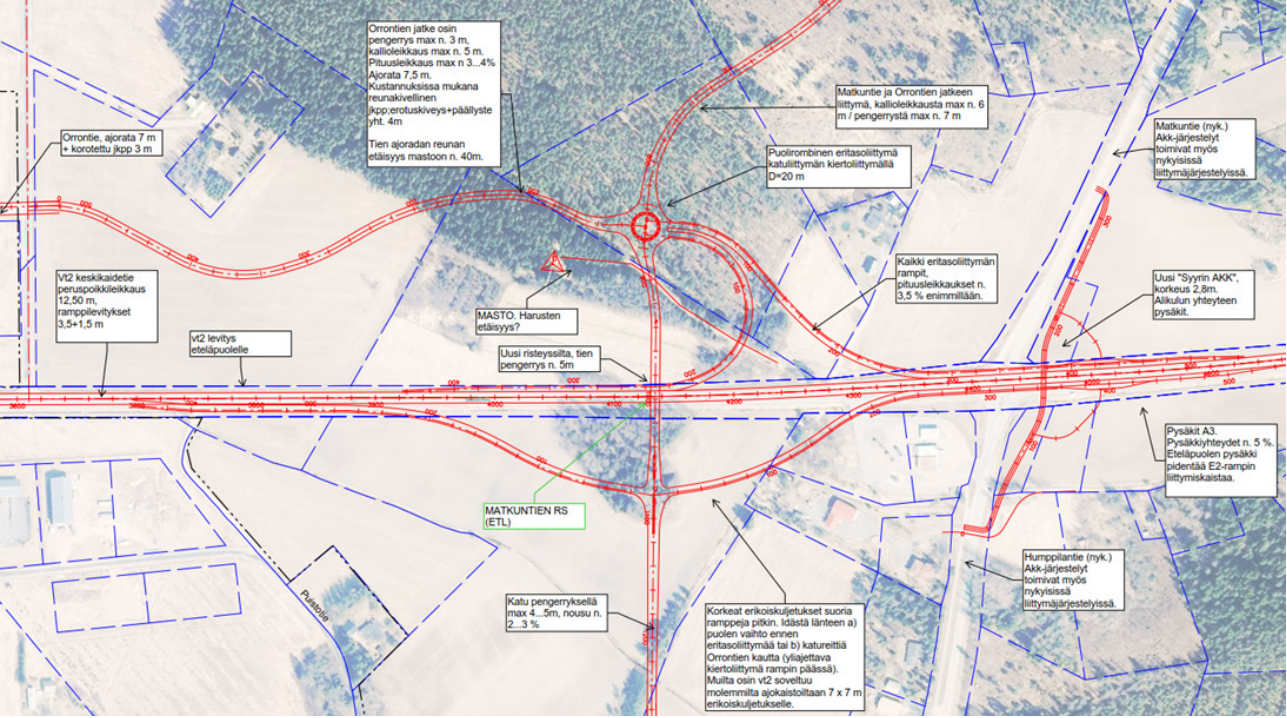 Orrontien jatke osin
pengerrys max n. 3 m,
kallioleikkaus max n. 5 m.
Pituusleikkaus max n 3...4%
Ajorata 7,5 m.
Kustannuksissa mukana
reunakivellinen
jkpp;erotuskiveys+päällyste
yht. 4m
Tien ajoradan reunan
etäisyys mastoon n. 40m.
Matkuntie ja Orrontien jatkeen
liittymä, kallioleikkausta max n. 6
m / pengerrystä max n. 7 m
Matkuntie (nyk.)
Akk-järjestelyt
toimivat myös
nykyisissä
liittymäjärjestelyissä.
Orrontie, ajorata 7 m
+ korotettu jkpp 3 m
Puolirombinen eritasoliittymä
katuliittymän kiertoliittymällä
D=20 m
Vt2 keskikaidetie
peruspoikkileikkaus
12,50 m,
ramppilevitykset
3,5+1,5 m
Kaikki eritasoliittymän
rampit,
pituusleikkaukset n.
3,5 % enimmillään.
Uusi "Syyrin AKK",
korkeus 2,8m.
Alikulun yhteyteen
pysäkit.
MASTO. Harusten
etäisyys?
vt2 levitys
eteläpuolelle
Uusi risteyssilta, tien
pengerrys n. 5m
Pysäkit A3.
Pysäkkiyhteydet n. 5 %.
Eteläpuolen pysäkki
pidentää E2-rampin
liittymiskaistaa.
MATKUNTIEN RS
(ETL)
Humppilantie (nyk.)
Akk-järjestelyt
toimivat myös
nykyisissä
liittymäjärjestelyissä.
Puistotie
Katu pengerryksellä
max 4...5m, nousu n.
2...3 %
Korkeat erikoiskuljetukset suoria
ramppeja pitkin. Idästä länteen a)
puolen vaihto ennen
eritasoliittymää tai b) katureittiä
Orrontien kautta (yliajettava
kiertoliittymä rampin päässä).
Muilta osin vt2 soveltuu
molemmilta ajokaistoiltaan 7 x 7 m
erikoiskuljetukselle.